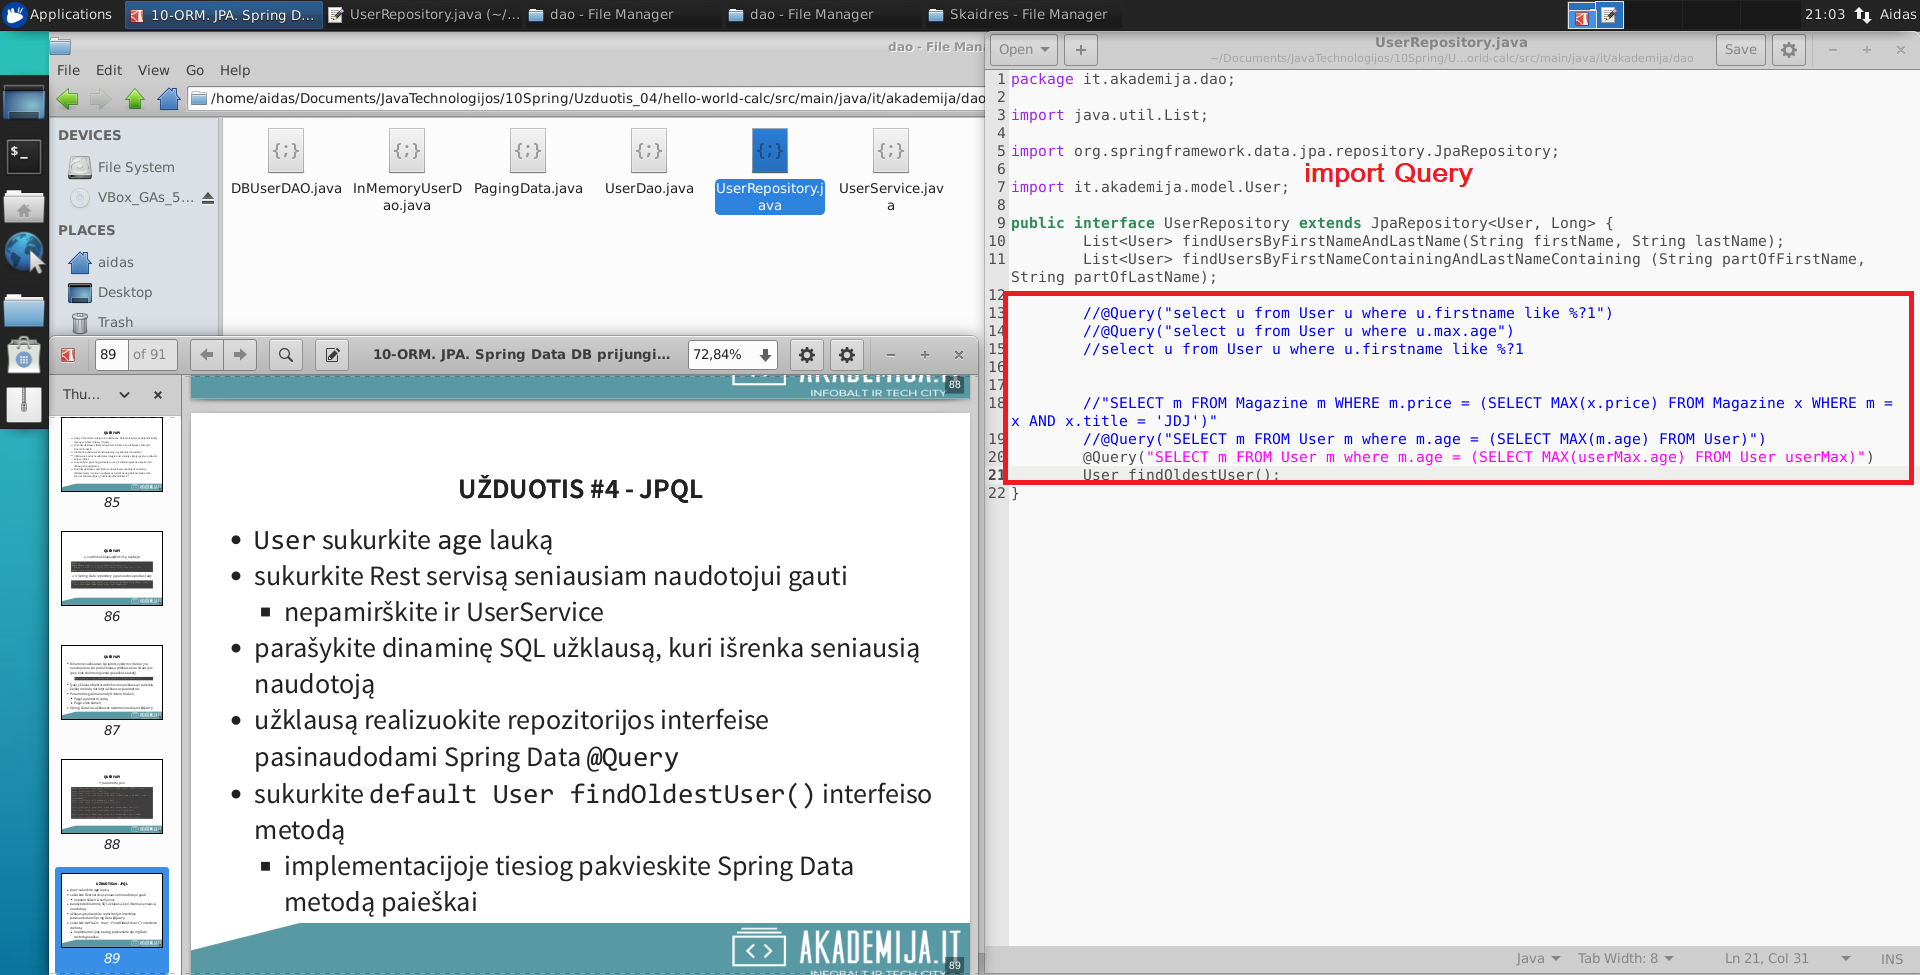 Applications
10-ORM. JPA. Spring D...
UserRepository.java (~/...
dao - File Manager
dao - File Manager
Skaidres - File Manager
21:03
Aidas
dao - File Mana
File Edit View Go Help
/home/aidas/Documents/JavaTechnologijos/10Spring/Uzduotis_04/hello-world-calc/src/main/java/it/akademija/dao
DEVICES
File System
VBox_GAs_5...
PLACES
aidas
Desktop
Trash
DBUserDAO.java
InMemoryUserD
ao.java
PagingData.java
UserDao.java
UserRepository.j
ava
UserService.jav
a
89 of 91
10-ORM. JPA. Spring Data DB prijungi...
72,84%
Thu...
85
86
87
88
89
AKADEMIJA.IT
INFOBALT IR TECH CITY
88
UŽDUOTIS #4 - JPQL
• User sukurkite age lauką
• sukurkite Rest servisą seniausiam naudotojui gauti
▪ nepamirškite ir UserService
• parašykite dinaminę SQL užklausą, kuri išrenka seniausią
naudotoją
• užklausą realizuokite repozitorijos interfeise
pasinaudodami Spring Data @Query
• sukurkite default User findOldestUser() interfeiso
metodą
▪ implementacijoje tiesiog pakvieskite Spring Data
metodą paieškai
AKADEMIJA.IT
INFOBALT IR TECH CITY
89
Open
+
UserRepository.java
~/Documents/JavaTechnologijos/10Spring/U...orld-calc/src/main/java/it/akademija/dao
Save
1 package it.akademija.dao;
2
3 import java.util.List;
4
5 import org.springframework.data.jpa.repository.JpaRepository;
6
import Query
7 import it.akademija.model.User;
8
9 public interface UserRepository extends JpaRepository<User, Long> {
10 List<User> findUsersByFirstNameAndLastName(String firstName, String lastName);
11 List<User> findUsersByFirstNameContainingAndLastNameContaining (String partOfFirstName,
String partOfLastName);
12
13 //@Query("select u from User u where u.firstname like %?1")
14 //@Query("select u from User u where u.max.age")
15 //select u from User u where u.firstname like %?1
16
17
18 //"SELECT m FROM Magazine m WHERE m.price = (SELECT MAX(x.price) FROM Magazine x WHERE m =
x AND x.title = 'JDJ')"
19 //@Query("SELECT m FROM User m where m.age = (SELECT MAX(m.age) FROM User)")
20 @Query("SELECT m FROM User m where m.age = (SELECT MAX(userMax.age) FROM User userMax)")
21 User findOldestUser();
22 }
Java
Tab Width: 8
Ln 21, Col 31
INS